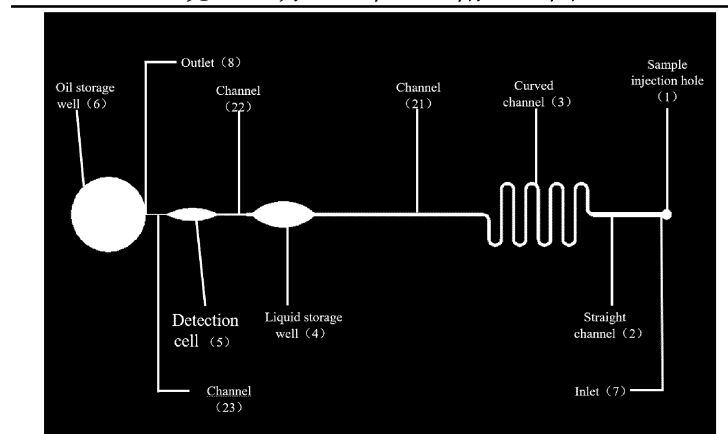 Outlet（8）
Sample
injection hole
（1）
Oil storage
well（6）
Channel
（22）
Channel
（21）
Curved
channel（3）
Detection
cell（5）
Liquid storage
well（4）
Straight
channel（2）
Channel
（23）
Inlet（7）